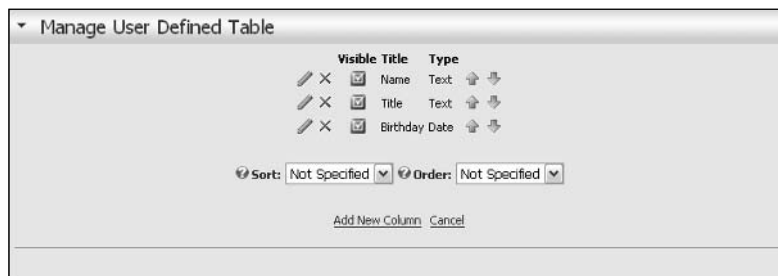 Manage User Defined Table
Visible Title Type
Name Text
Title Text
Birthday Date
Sort: Not Specified Order: Not Specified
Add New Column Cancel